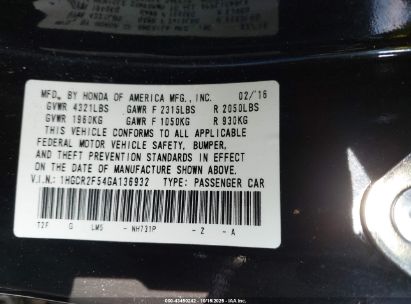 MFD. BY HONDA OF AMERICA MFG., INC. 02/'16
GVWR 4321LBS GAWR F 2315LBS R 2050LBS
GVWR 1960KG GAWR F 1050KG R 930KG
THIS VEHICLE CONFORMS TO ALL APPLICABLE
FEDERAL MOTOR VEHICLE SAFETY, BUMPER,
AND THEFT PREVENTION STANDARDS IN EFFECT
ON THE DATE OF MANUFACTURE SHOWN ABOVE.
V.I.N.: 1HGCR2F54GA136932 TYPE: PASSENGER CAR
T2F G LM5 - NH731P - Z - A